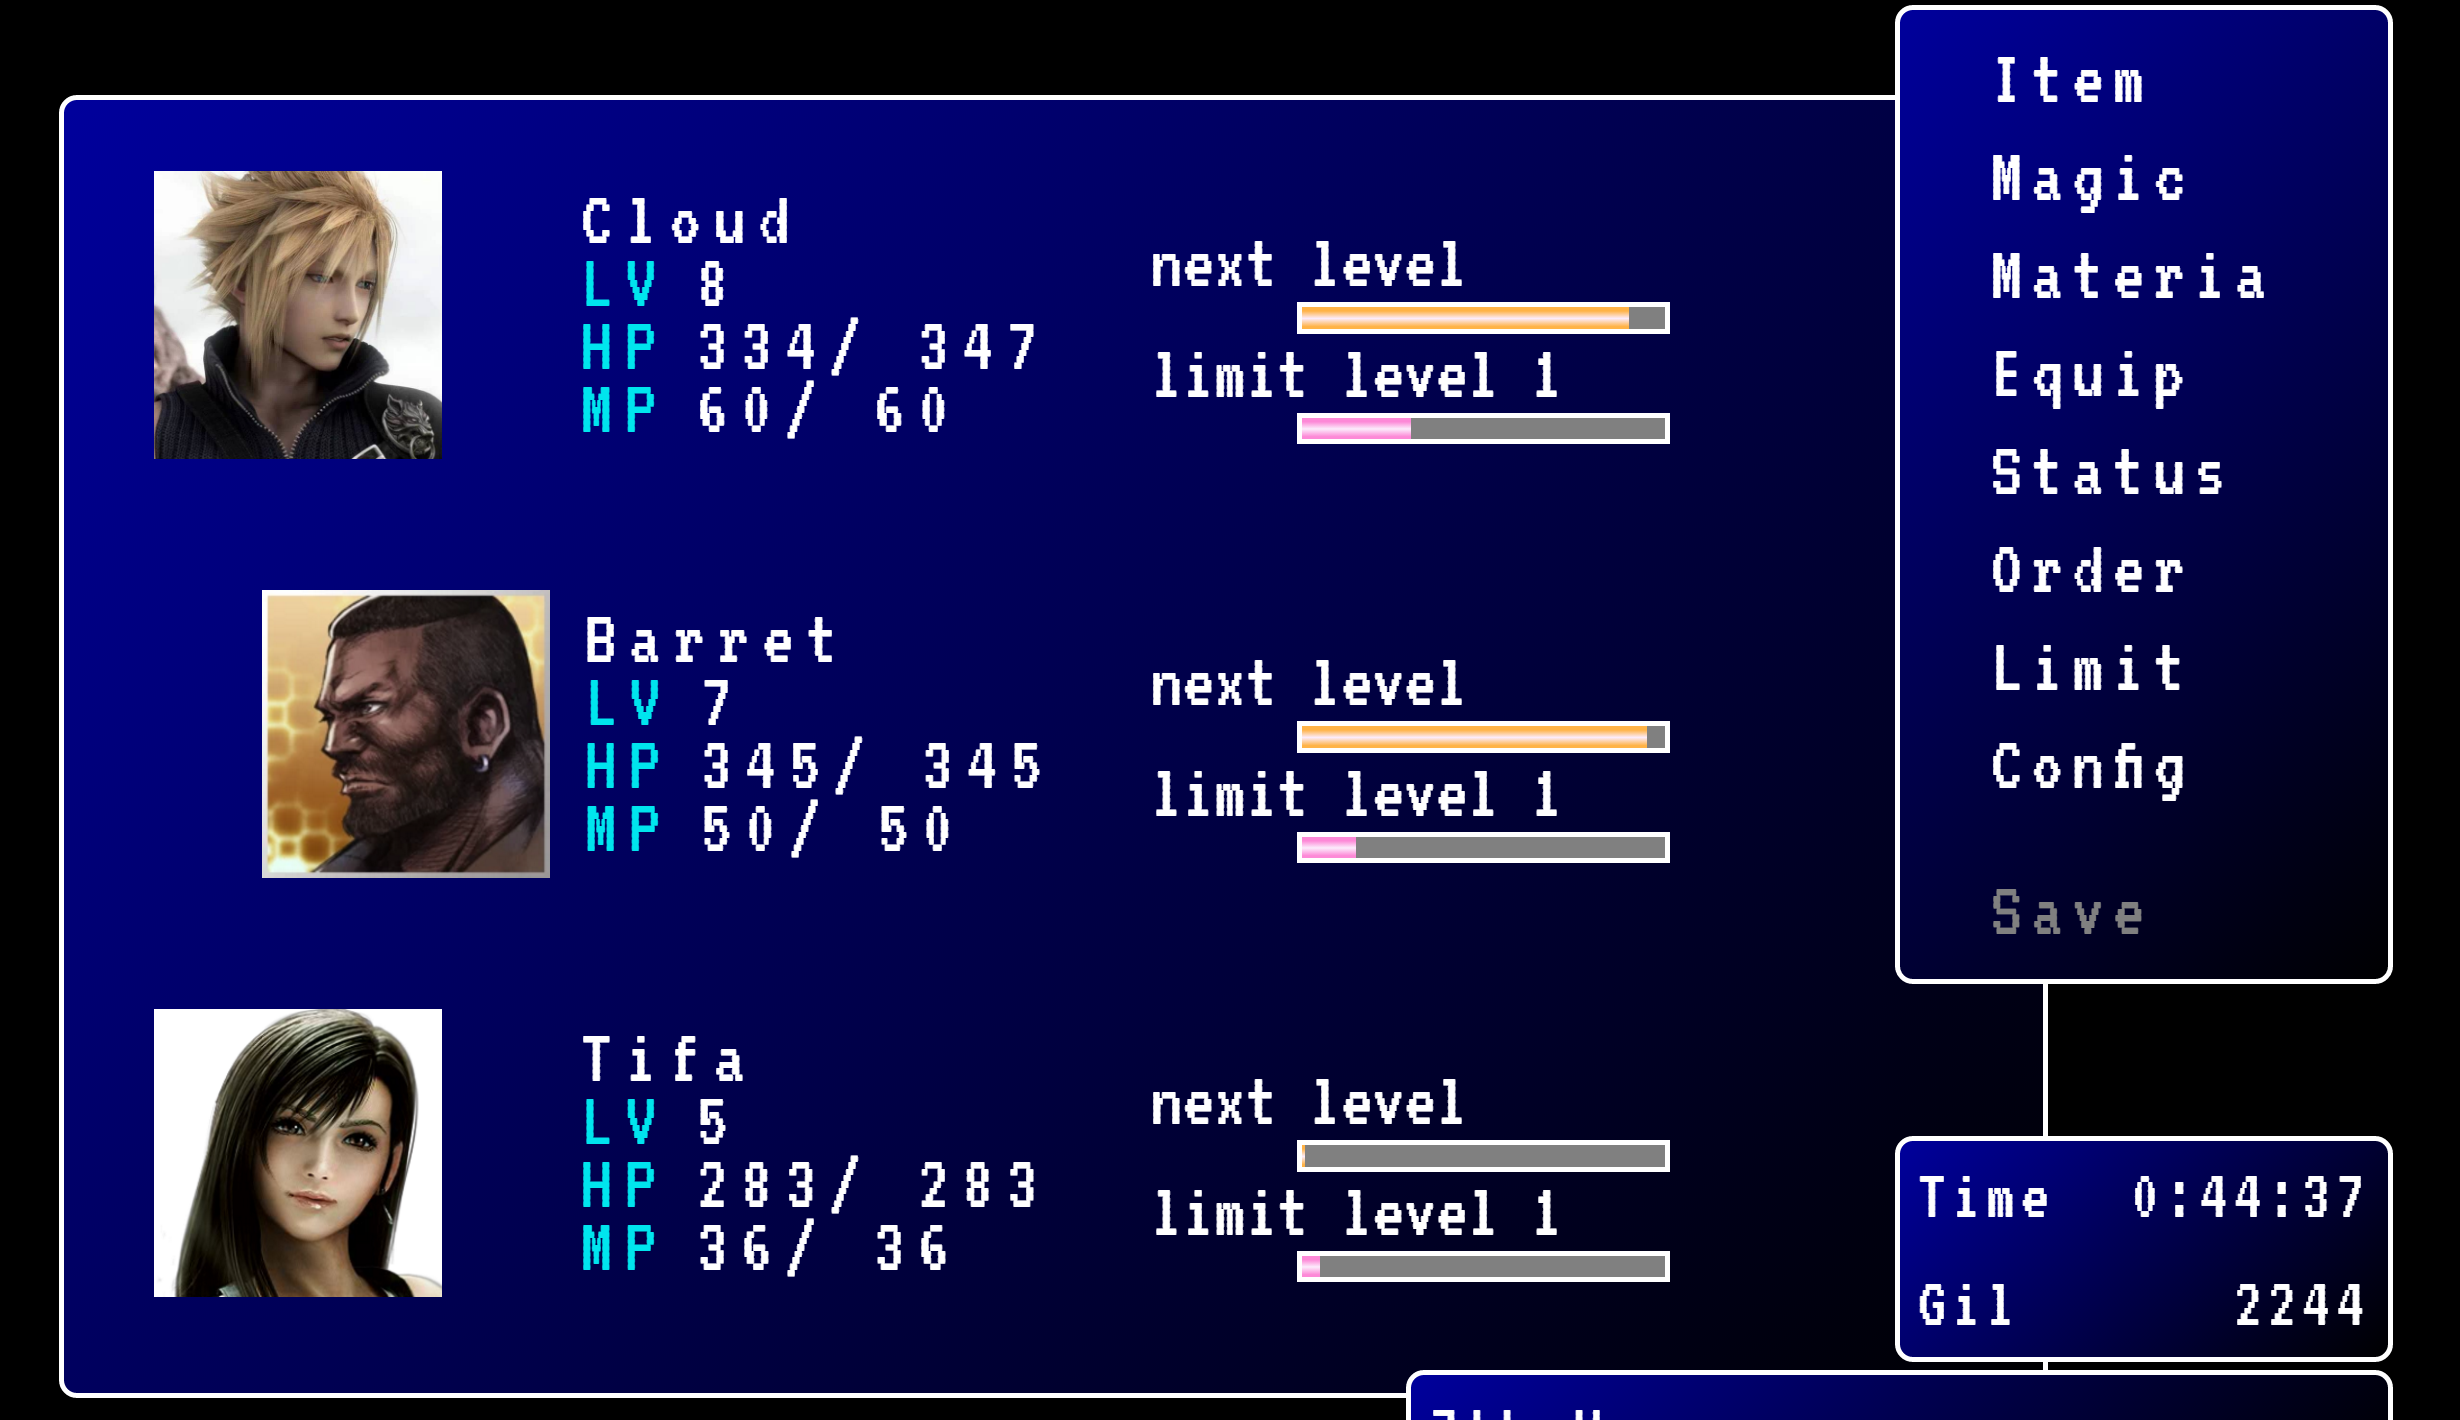 Cloud
LV 8
HP 334/ 347
MP 60/ 60
next level
limit level 1
Barret
LV 7
HP 345/ 345
MP 50/ 50
next level
limit level 1
Tifa
LV 5
HP 283/ 283
MP 36/ 36
next level
limit level 1
Item
Magic
Materia
Equip
Status
Order
Limit
Config
Save
Time 0:44:37
Gil 2244